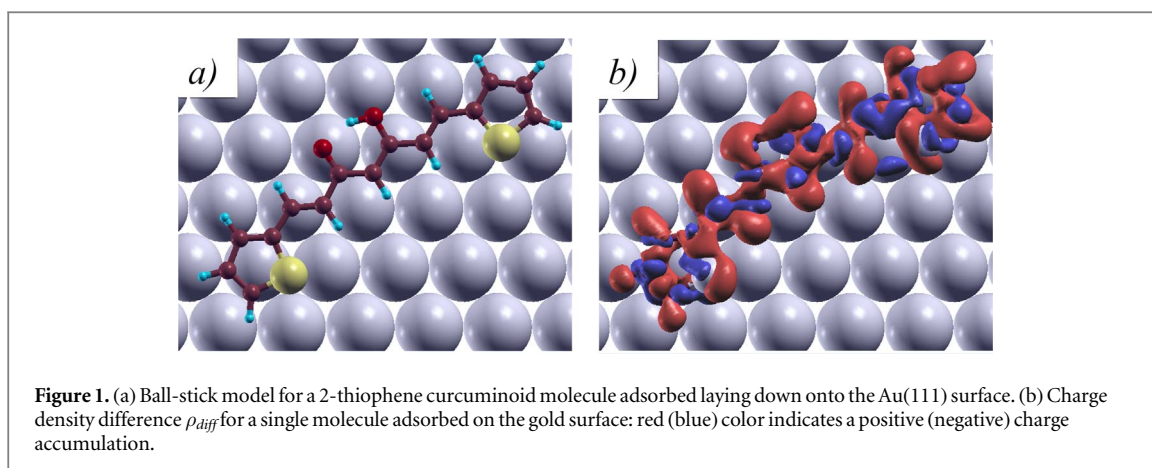 a)
b)
Figure 1. (a) Ball-stick model for a 2-thiophene curcuminoid molecule adsorbed laying down onto the Au(111) surface. (b) Charge
density difference ρdiff for a single molecule adsorbed on the gold surface: red (blue) color indicates a positive (negative) charge
accumulation.